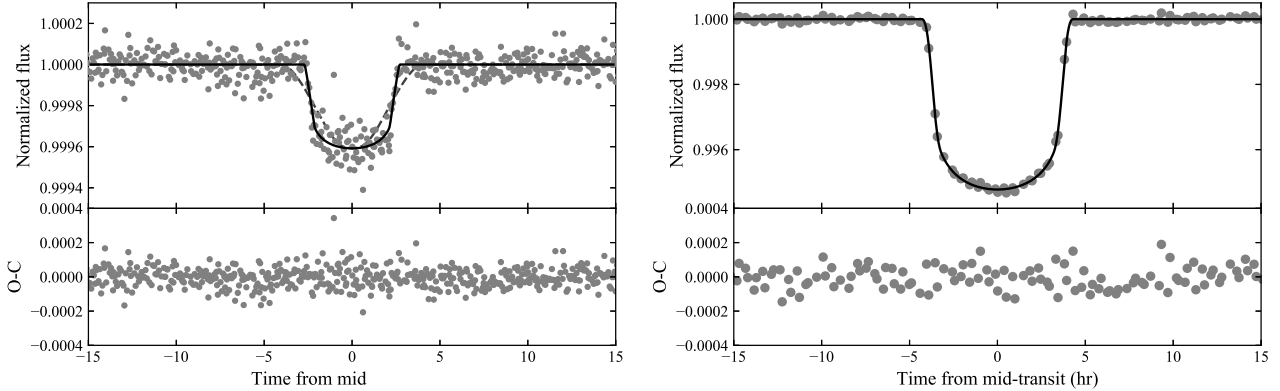 1.0002
1.0000
0.9998
0.9996
0.9994
Normalized flux
0.0004
0.0002
0.0000
−0.0002
−0.0004
O-C
−15 −10 −5 0 5 10 15
Time from mid
1.000
0.998
0.996
Normalized flux
0.0004
0.0002
0.0000
−0.0002
−0.0004
O-C
−15 −10 −5 0 5 10 15
Time from mid-transit (hr)